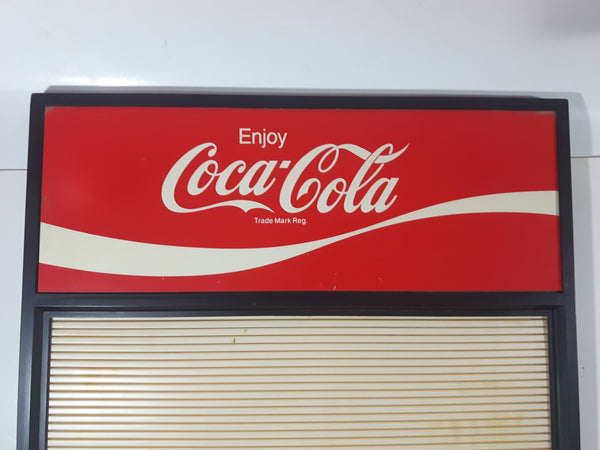 Enjoy
Coca-Cola
Trade Mark Reg.